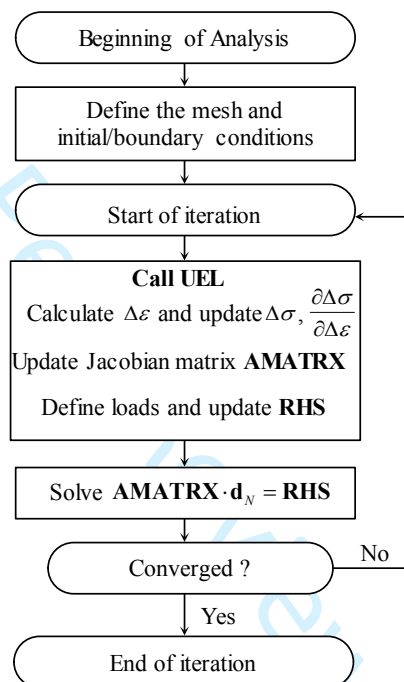 Beginning of Analysis
Define the mesh and
initial/boundary conditions
Start of iteration
Call UEL
Calculate Δε and update Δσ, ∂Δσ/∂Δε
Update Jacobian matrix AMATRX
Define loads and update RHS
Solve AMATRX · d_N = RHS
Converged ?
No
Yes
End of iteration